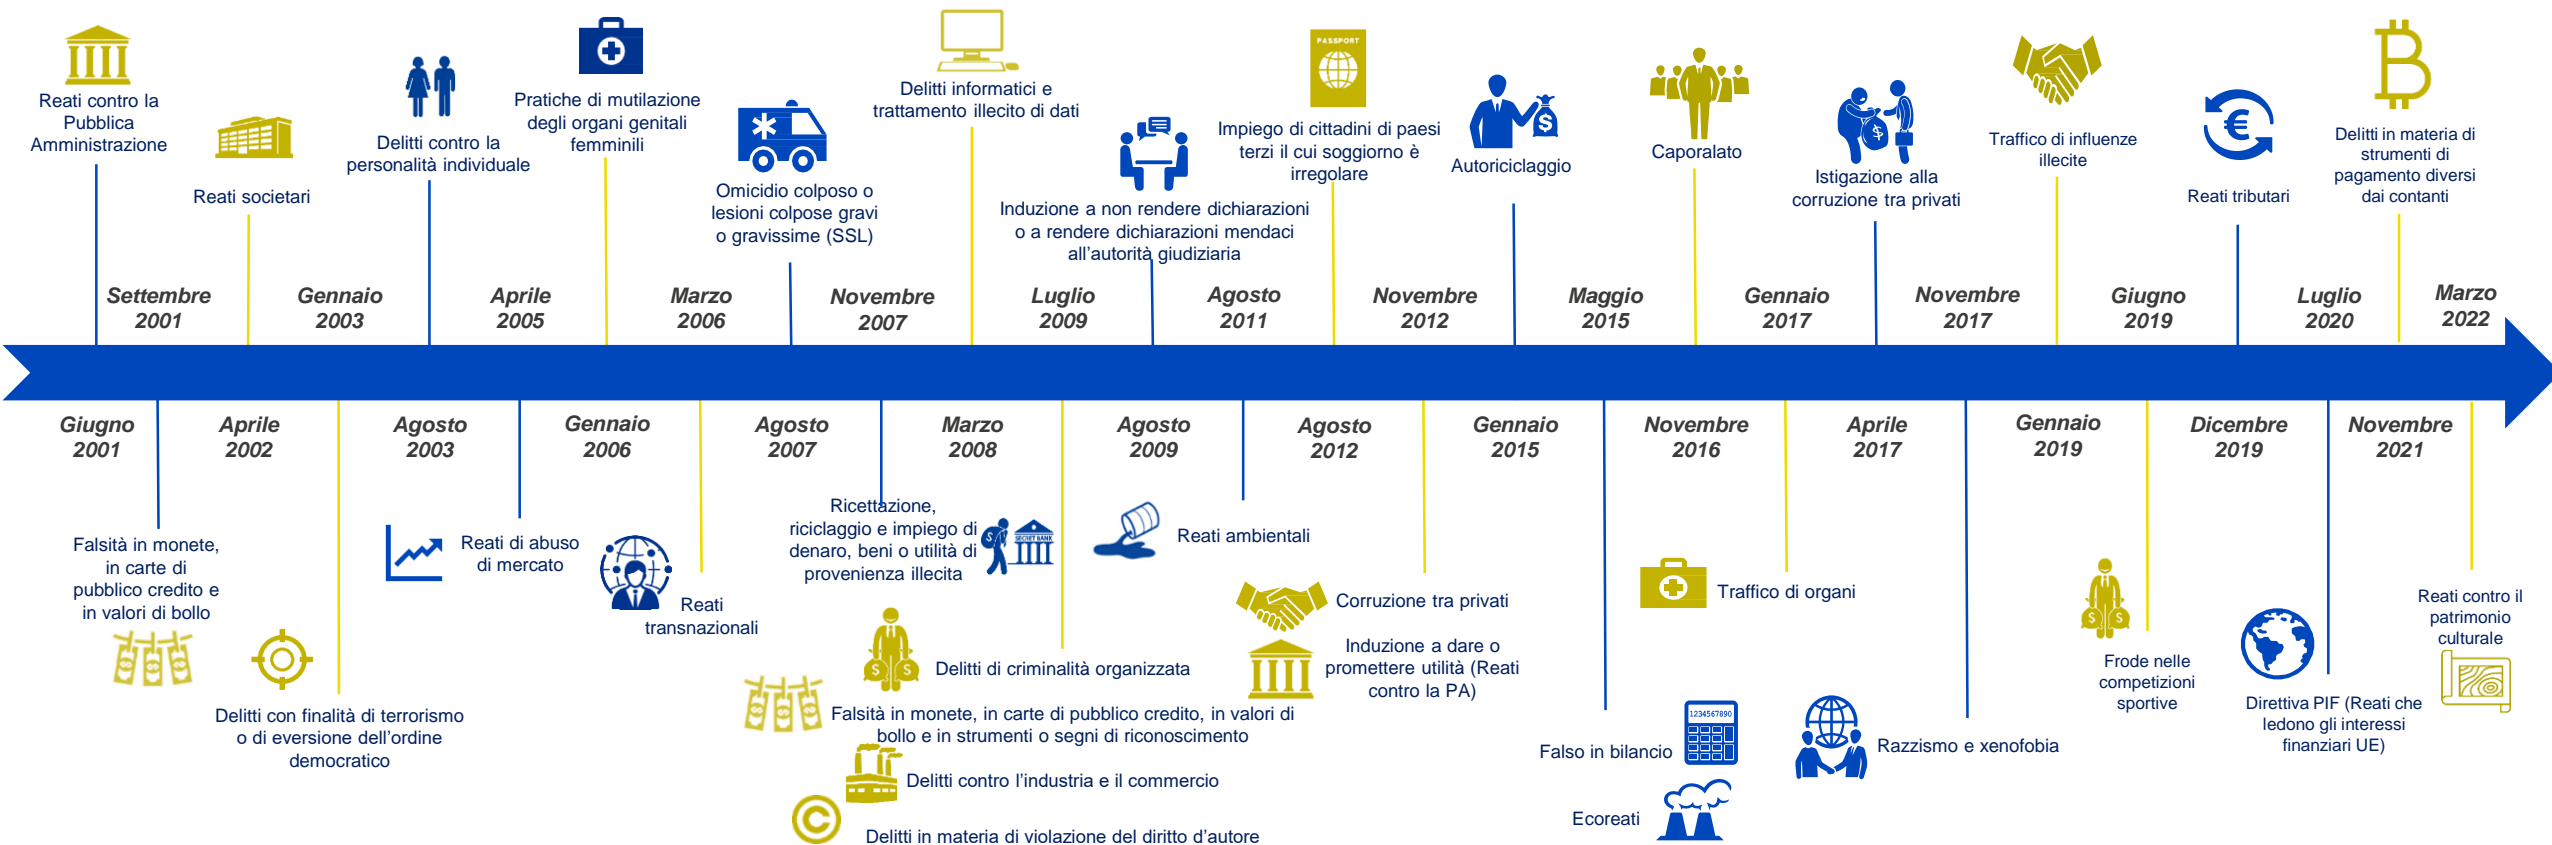 Reati contro la
Pubblica
Amministrazione
Reati societari
Delitti contro la
personalità individuale
Pratiche di mutilazione
degli organi genitali
femminili
Omicidio colposo o
lesioni colpose gravi
o gravissime (SSL)
Delitti informatici e
trattamento illecito di dati
Induzione a non rendere dichiarazioni
o a rendere dichiarazioni mendaci
all'autorità giudiziaria
PASSPORT
Impiego di cittadini di paesi
terzi il cui soggiorno è
irregolare
Autoriciclaggio
Caporalato
Istigazione alla
corruzione tra privati
Traffico di influenze
illecite
Reati tributari
Delitti in materia di
strumenti di
pagamento diversi
dai contanti
Settembre
2001
Gennaio
2003
Aprile
2005
Marzo
2006
Novembre
2007
Luglio
2009
Agosto
2011
Novembre
2012
Maggio
2015
Gennaio
2017
Novembre
2017
Giugno
2019
Luglio
2020
Marzo
2022
Giugno
2001
Aprile
2002
Agosto
2003
Gennaio
2006
Agosto
2007
Marzo
2008
Agosto
2009
Agosto
2012
Gennaio
2015
Novembre
2016
Aprile
2017
Gennaio
2019
Dicembre
2019
Novembre
2021
Falsità in monete,
in carte di
pubblico credito e
in valori di bollo
Delitti con finalità di terrorismo
o di eversione dell'ordine
democratico
Reati di abuso
di mercato
Reati
transnazionali
Ricettazione,
riciclaggio e impiego di
denaro, beni o utilità di
provenienza illecita
SECRET BANK
Delitti di criminalità organizzata
Falsità in monete, in carte di pubblico credito, in valori di
bollo e in strumenti o segni di riconoscimento
Delitti contro l'industria e il commercio
©
Delitti in materia di violazione del diritto d'autore
Reati ambientali
Corruzione tra privati
Induzione a dare o
promettere utilità (Reati
contro la PA)
1234567890
Falso in bilancio
Ecoreati
Traffico di organi
Razzismo e xenofobia
Frode nelle
competizioni
sportive
Direttiva PIF (Reati che
ledono gli interessi
finanziari UE)
Reati contro il
patrimonio
culturale